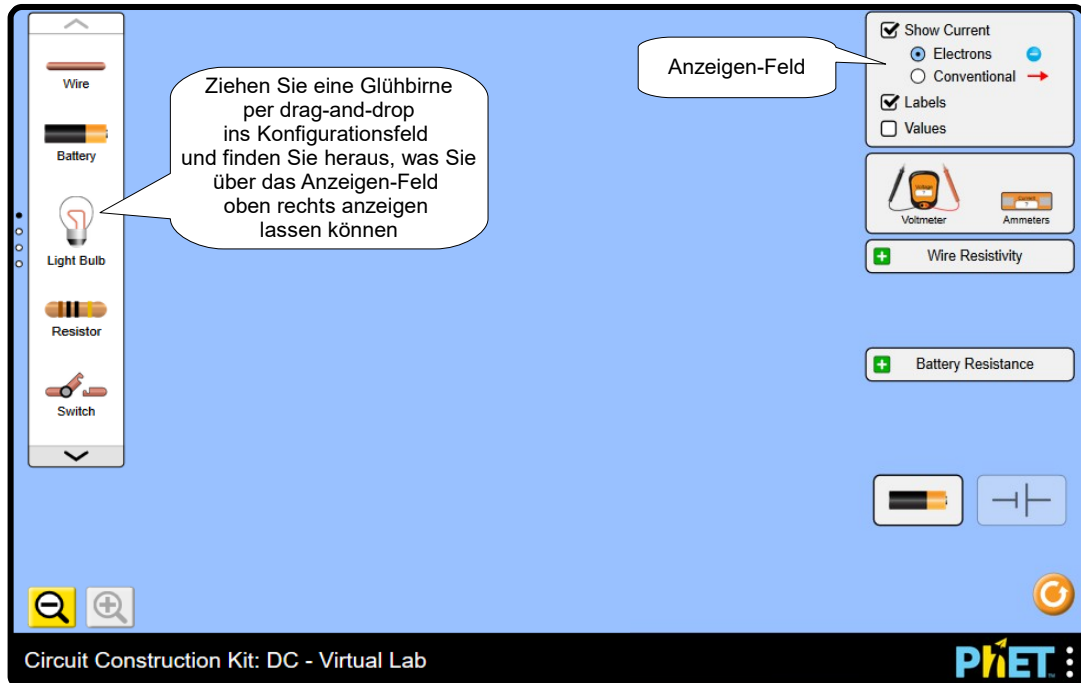 Wire
Battery
Light Bulb
Resistor
Switch
Ziehen Sie eine Glühbirne
per drag-and-drop
ins Konfigurationsfeld
und finden Sie heraus, was Sie
über das Anzeigen-Feld
oben rechts anzeigen
lassen können
Anzeigen-Feld
Show Current
Electrons
Conventional
Labels
Values
Voltage
?
Voltmeter
Current
?
Ammeters
Wire Resistivity
Battery Resistance
Circuit Construction Kit: DC - Virtual Lab
PhET